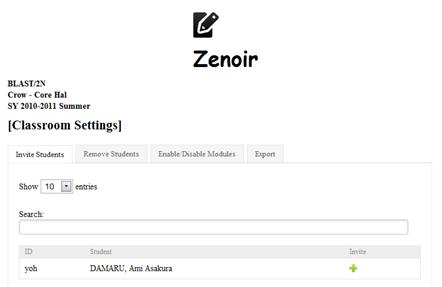 Zenoir
BLAST/2N
Crow - Core Hal
SY 2010-2011 Summer
[Classroom Settings]
Invite Students Remove Students Enable/Disable Modules Export
Show 10 entries
Search:
ID Student Invite
yoh DAMARU, Ami Asakura